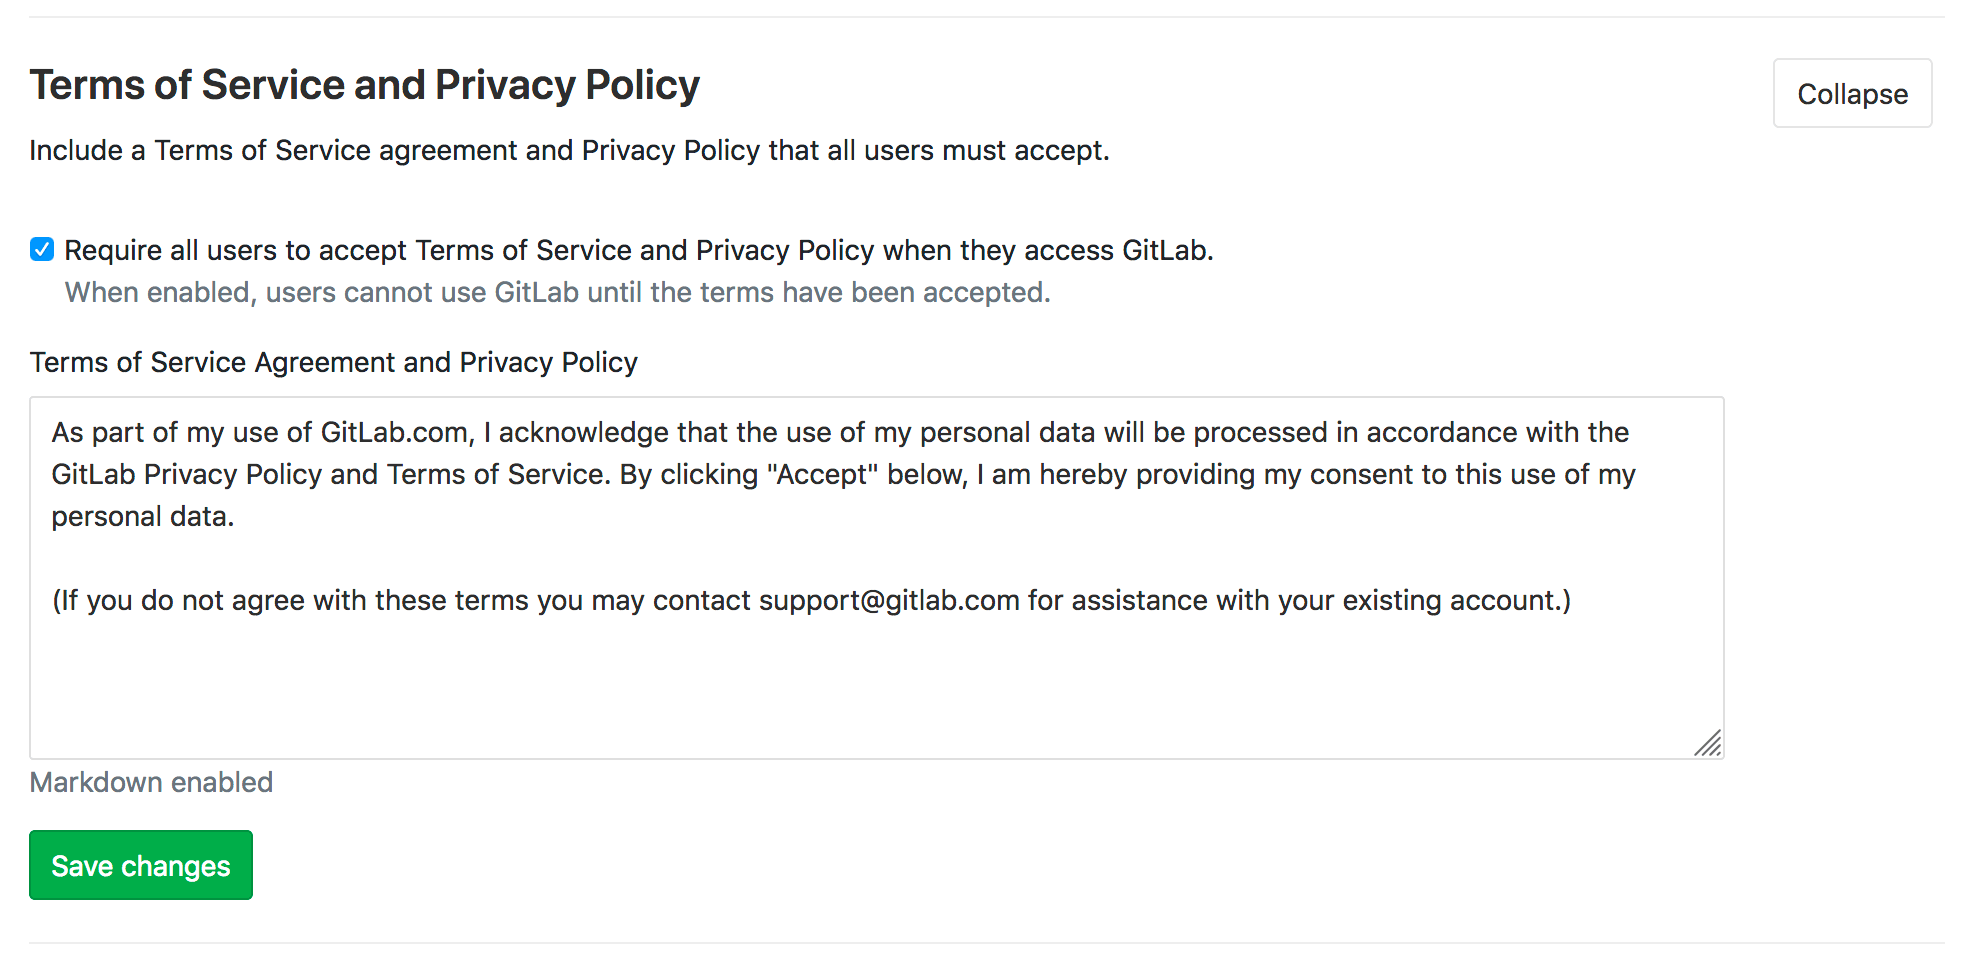 Terms of Service and Privacy Policy
Collapse
Include a Terms of Service agreement and Privacy Policy that all users must accept.
Require all users to accept Terms of Service and Privacy Policy when they access GitLab.
When enabled, users cannot use GitLab until the terms have been accepted.
Terms of Service Agreement and Privacy Policy
As part of my use of GitLab.com, I acknowledge that the use of my personal data will be processed in accordance with the
GitLab Privacy Policy and Terms of Service. By clicking "Accept" below, I am hereby providing my consent to this use of my
personal data.
(If you do not agree with these terms you may contact support@gitlab.com for assistance with your existing account.)
Markdown enabled
Save changes